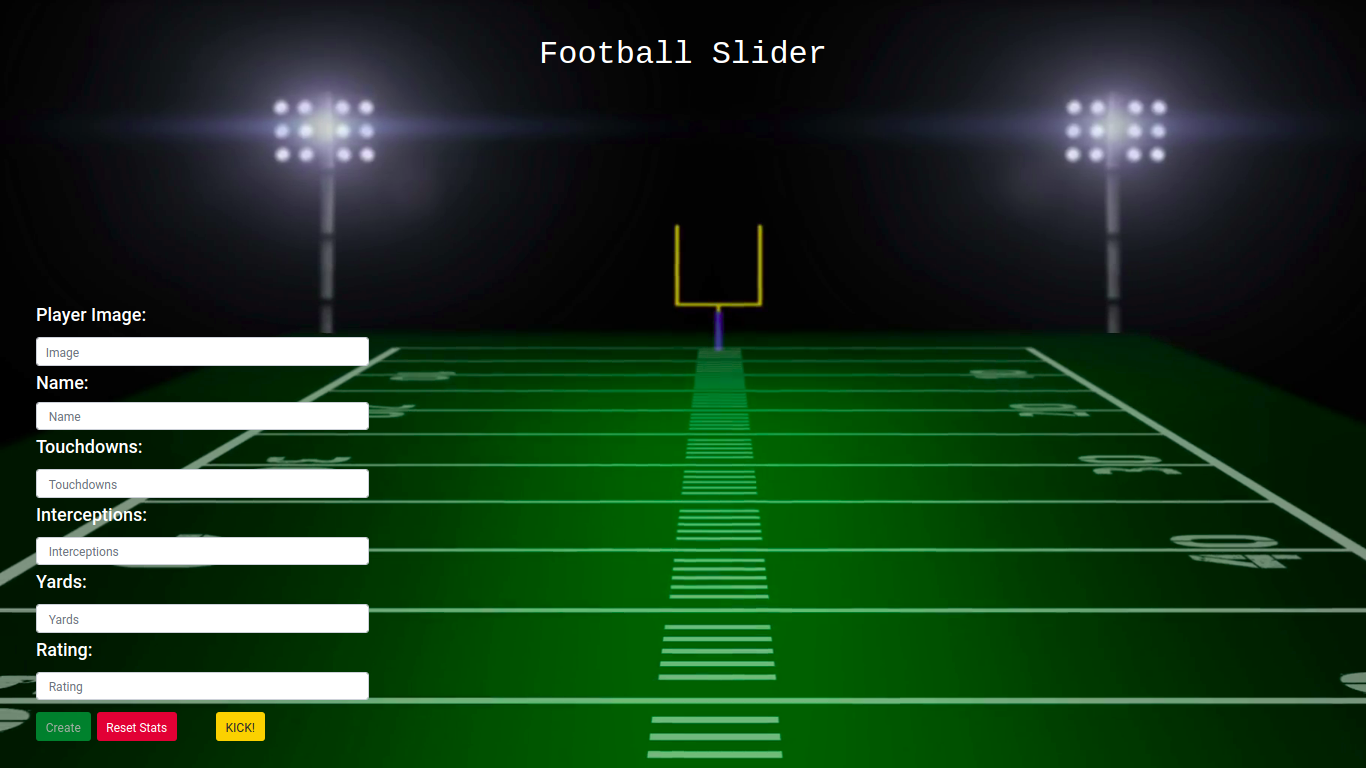 Football Slider
Player Image:
Image
Name:
Name
Touchdowns:
Touchdowns
Interceptions:
Interceptions
Yards:
Yards
Rating:
Rating
Create Reset Stats KICK!